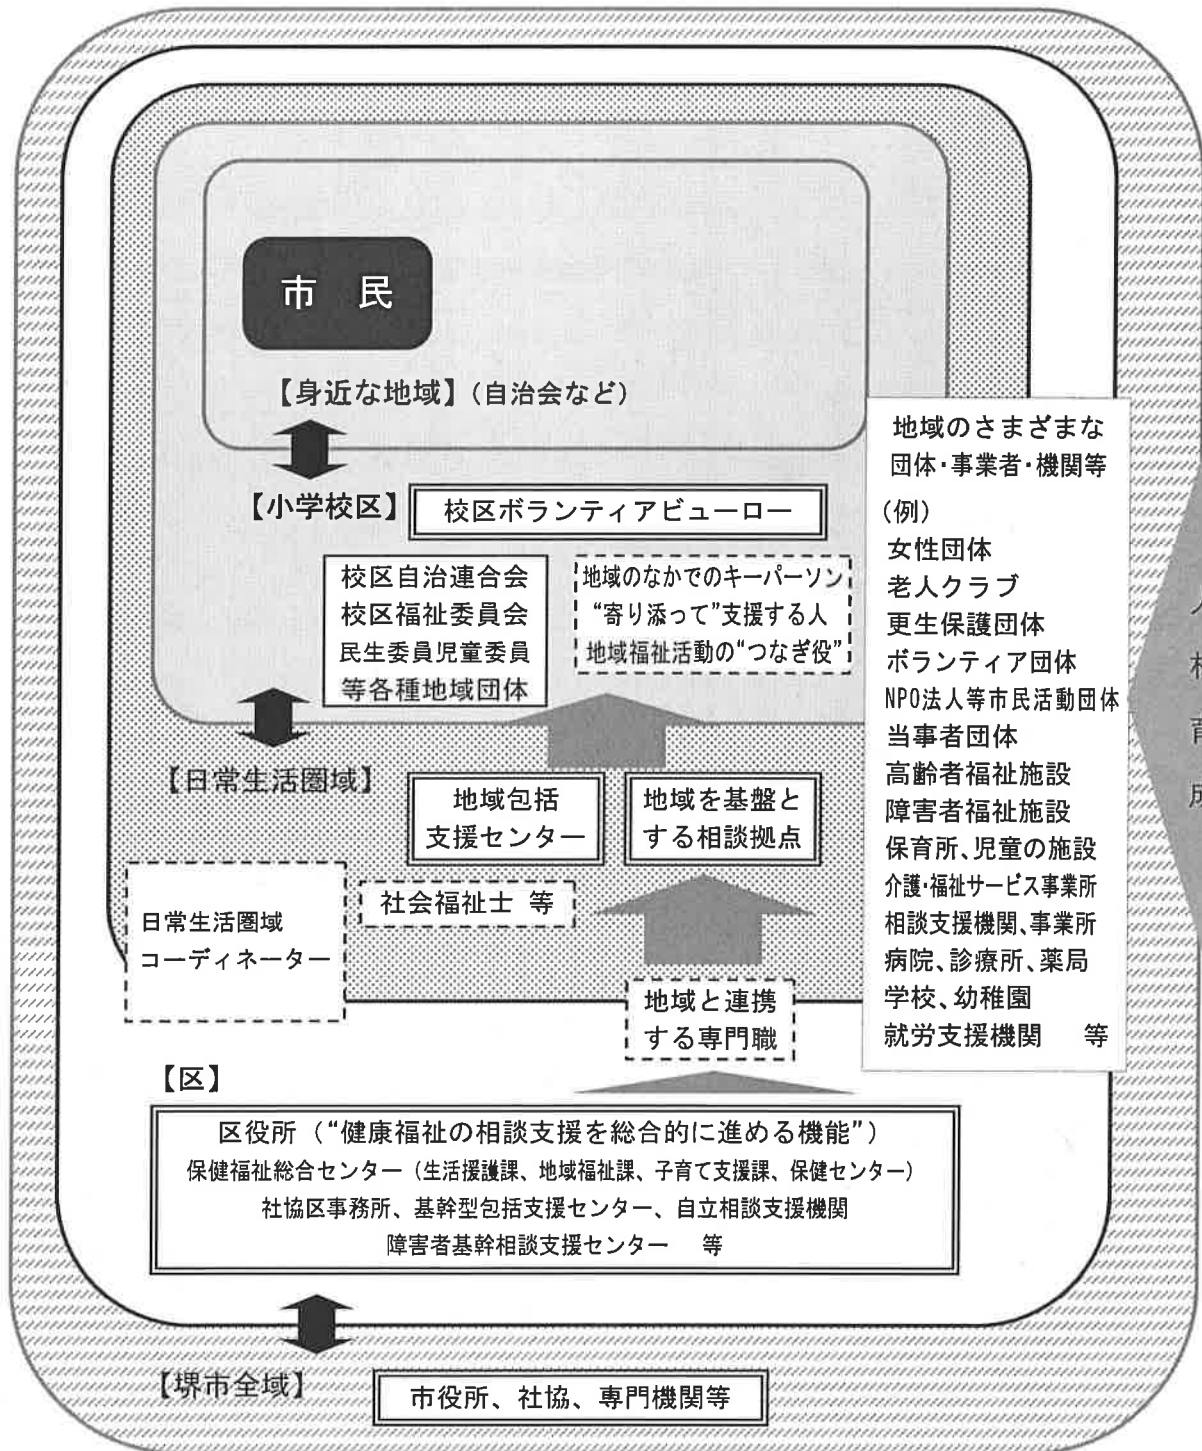 市 民
【身近な地域】(自治会など)
【小学校区】
校区ボランティアビューロー
校区自治連合会
校区福祉委員会
民生委員児童委員
等各種地域団体
地域のなかでのキーパーソン
“寄り添って”支援する人
地域福祉活動の“つなぎ役”
【日常生活圏域】
地域包括
支援センター
地域を基盤と
する相談拠点
社会福祉士 等
日常生活圏域
コーディネーター
地域と連携
する専門職
地域のさまざまな
団体・事業者・機関等
(例)
女性団体
老人クラブ
更生保護団体
ボランティア団体
NPO法人等市民活動団体
当事者団体
高齢者福祉施設
障害者福祉施設
保育所、児童の施設
介護・福祉サービス事業所
相談支援機関、事業所
病院、診療所、薬局
学校、幼稚園
就労支援機関 等
【区】
区役所(“健康福祉の相談支援を総合的に進める機能”)
保健福祉総合センター(生活援護課、地域福祉課、子育て支援課、保健センター)
社協区事務所、基幹型包括支援センター、自立相談支援機関
障害者基幹相談支援センター 等
【堺市全域】
市役所、社協、専門機関等